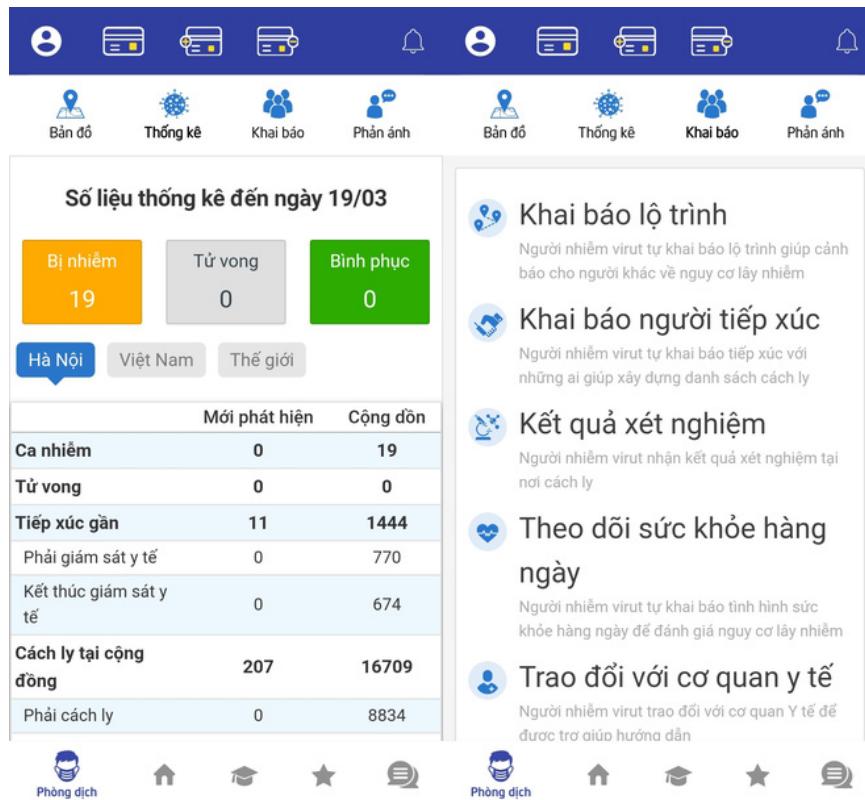 Bản đồ
Thống kê
Khai báo
Phản ánh
Số liệu thống kê đến ngày 19/03
Bị nhiễm
19
Tử vong
0
Bình phục
0
Hà Nội
Việt Nam
Thế giới
Mới phát hiện Cộng dồn
Ca nhiễm 0 19
Tử vong 0 0
Tiếp xúc gần 11 1444
Phải giám sát y tế 0 770
Kết thúc giám sát y
tế 0 674
Cách ly tại cộng
đồng 207 16709
Phải cách ly 0 8834
Phòng dịch
Bản đồ
Thống kê
Khai báo
Phản ánh
Khai báo lộ trình
Người nhiễm virut tự khai báo lộ trình giúp cảnh
báo cho người khác về nguy cơ lây nhiễm
Khai báo người tiếp xúc
Người nhiễm virut tự khai báo tiếp xúc với
những ai giúp xây dựng danh sách cách ly
Kết quả xét nghiệm
Người nhiễm virut nhận kết quả xét nghiệm tại
nơi cách ly
Theo dõi sức khỏe hàng
ngày
Người nhiễm virut tự khai báo tình hình sức
khỏe hàng ngày để đánh giá nguy cơ lây nhiễm
Trao đổi với cơ quan y tế
Người nhiễm virut trao đổi với cơ quan Y tế để
được trợ giúp hướng dẫn
Phòng dịch